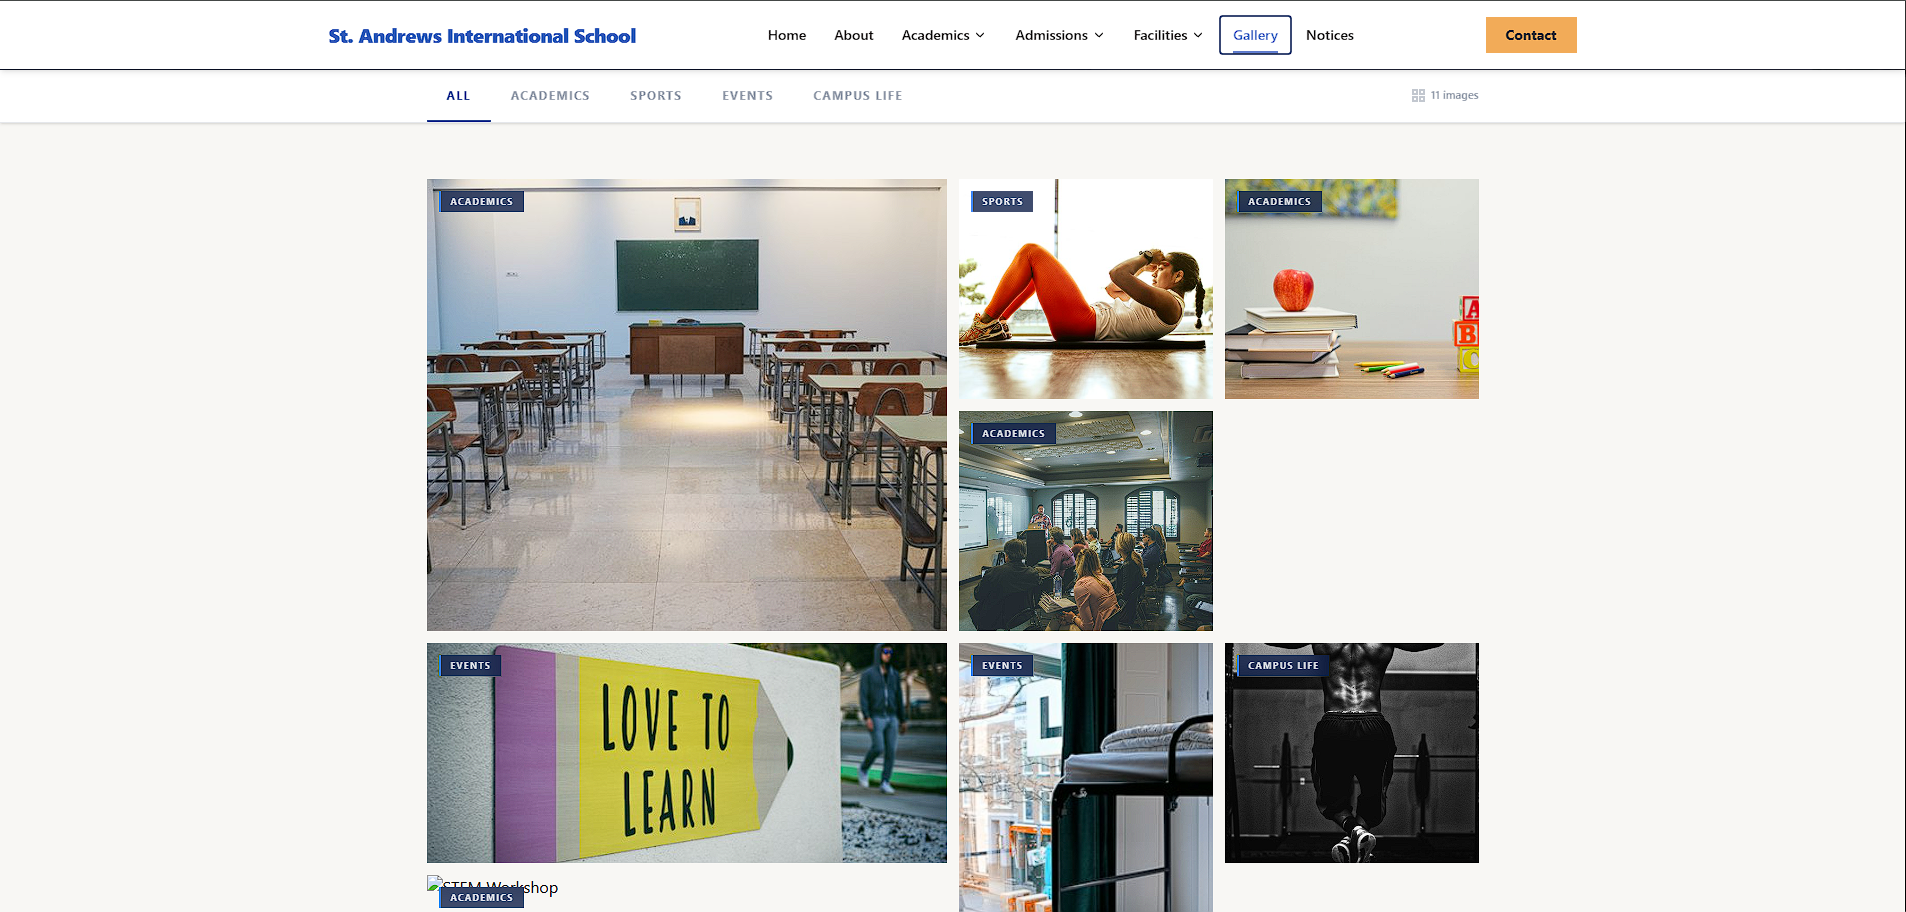 St. Andrews International School
Home About Academics Admissions Facilities Gallery Notices
Contact
ALL ACADEMICS SPORTS EVENTS CAMPUS LIFE
11 images
ACADEMICS
SPORTS
ACADEMICS
A
B
C
ACADEMICS
EVENTS
LOVE TO
LEARN
EVENTS
CAMPUS LIFE
STEM Workshop
ACADEMICS